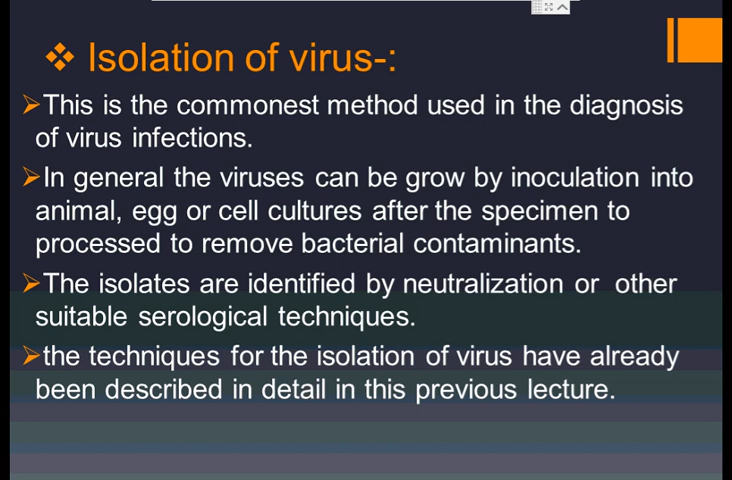 ❖ Isolation of virus-:
➢This is the commonest method used in the diagnosis
of virus infections.
➢In general the viruses can be grow by inoculation into
animal, egg or cell cultures after the specimen to
processed to remove bacterial contaminants.
➢The isolates are identified by neutralization or other
suitable serological techniques.
➢the techniques for the isolation of virus have already
been described in detail in this previous lecture.